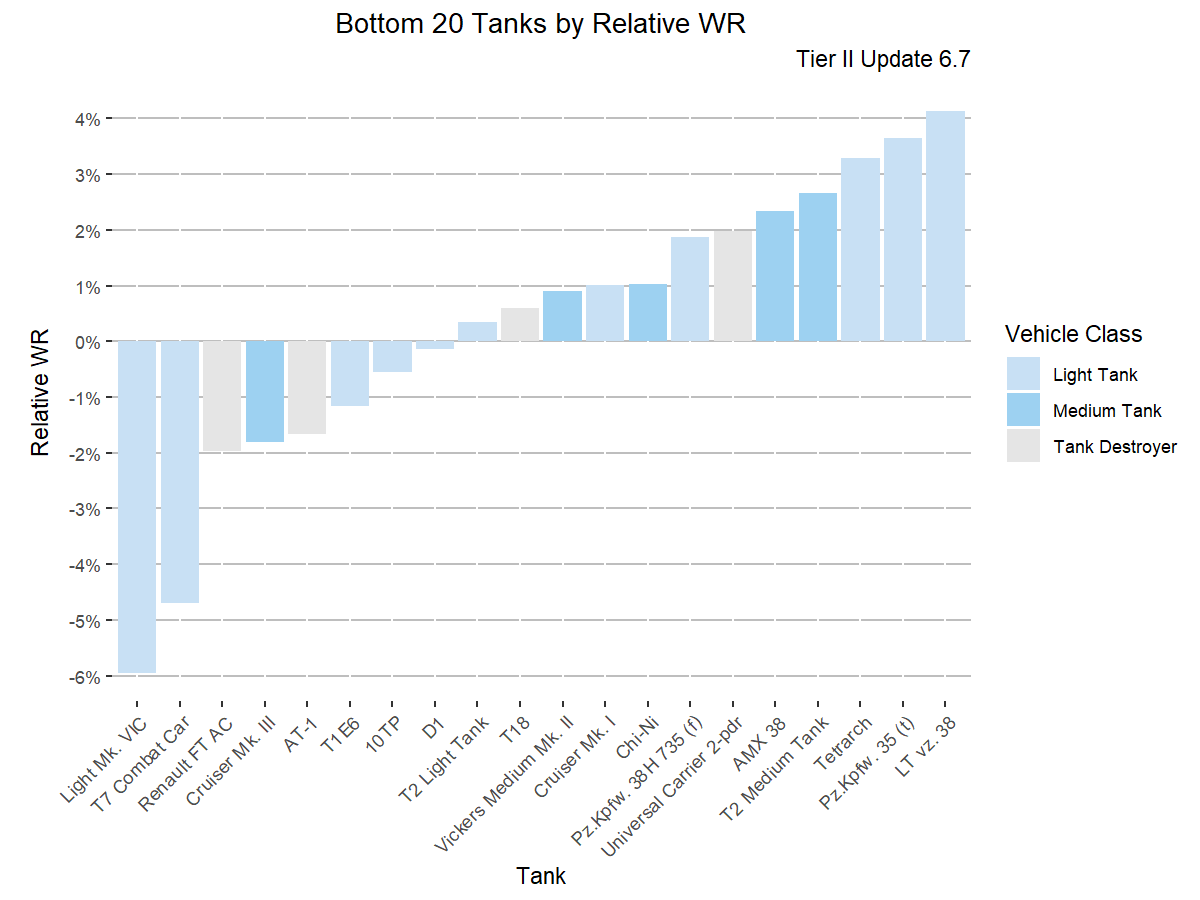 Bottom 20 Tanks by Relative WR
Tier II Update 6.7
4%
3%
2%
1%
0%
-1%
-2%
-3%
-4%
-5%
-6%
Relative WR
Light Mk. VIC
T7 Combat Car
Renault FT AC
Cruiser Mk. III
AT-1
T1E6
10TP
D1
T2 Light Tank
T18
Vickers Medium Mk. II
Cruiser Mk. I
Chi-Ni
Pz.Kpfw. 38H 735 (f)
Universal Carrier 2-pdr
AMX 38
T2 Medium Tank
Tetrarch
Pz.Kpfw. 35 (t)
LT vz. 38
Tank
Vehicle Class
Light Tank
Medium Tank
Tank Destroyer